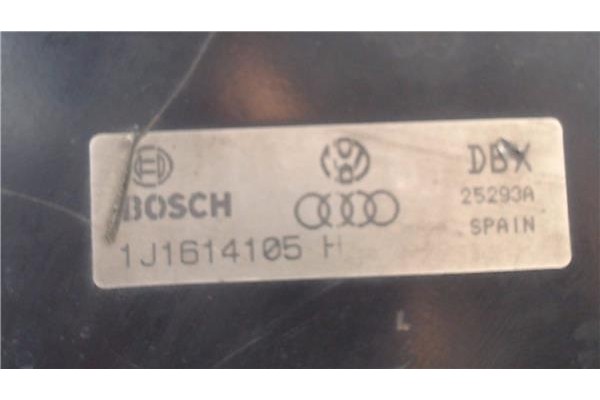 BOSCH
DBX
25293A
SPAIN
1J1614105 H
L